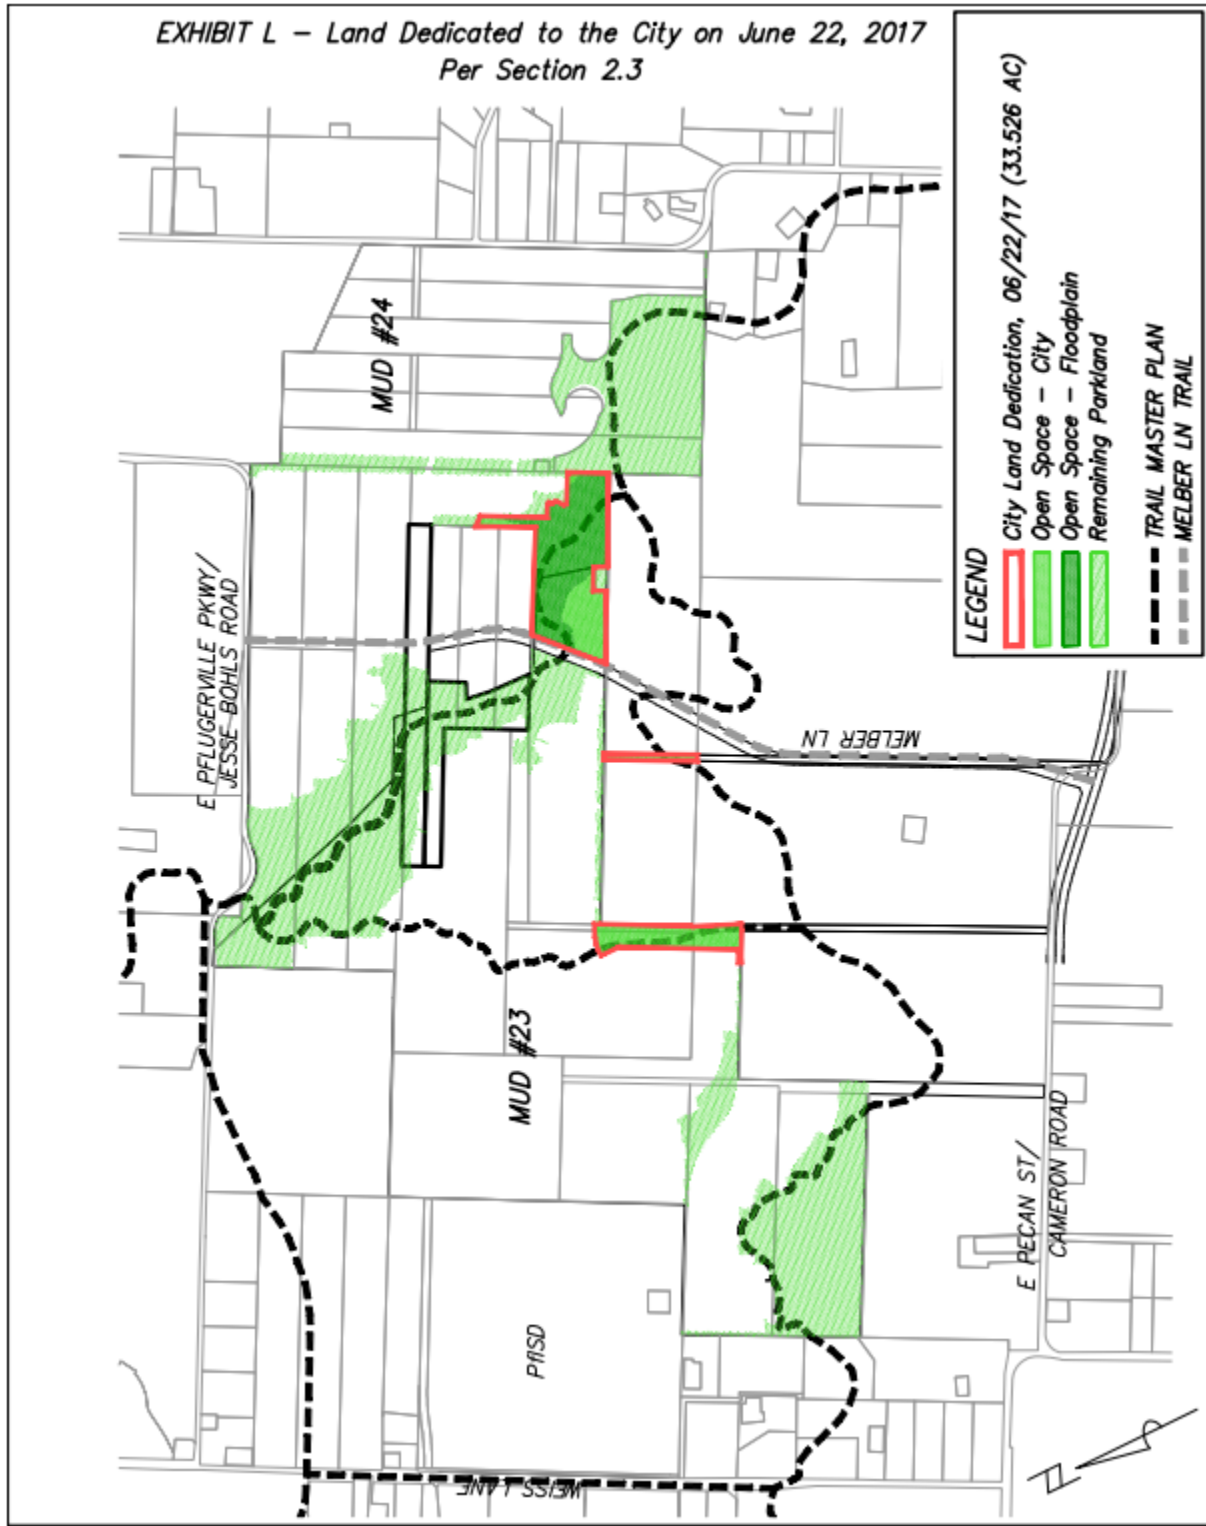 EXHIBIT L – Land Dedicated to the City on June 22, 2017
Per Section 2.3
LEGEND
City Land Dedication, 06/22/17 (33.526 AC)
Open Space – City
Open Space – Floodplain
Remaining Parkland
TRAIL MASTER PLAN
MELBER LN TRAIL
MUD #24
E PFLUGERVILLE PKWY/
JESSE BOHLS ROAD
MELBER LN
MUD #23
E PECAN ST/
CAMERON ROAD
PfISD
WEISS LANE
N